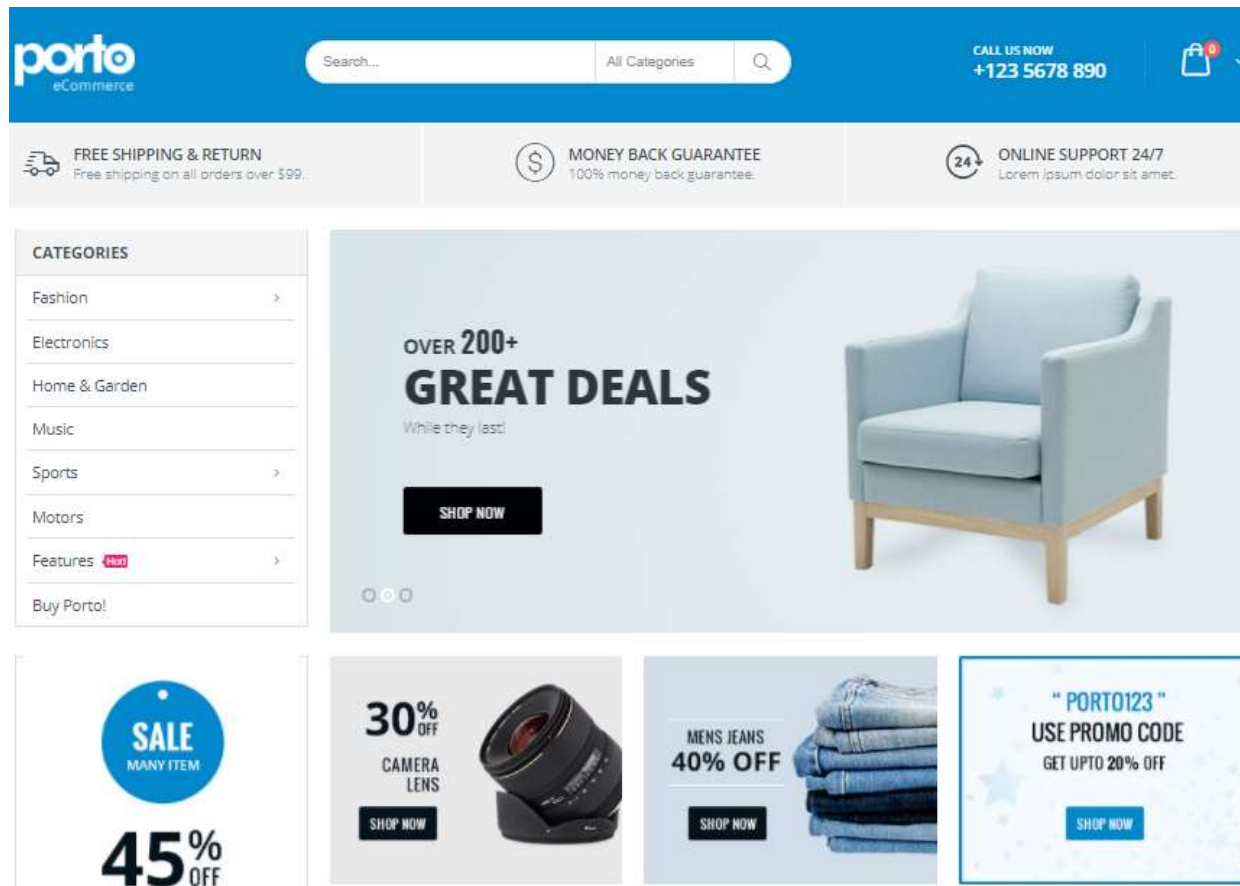 porto
eCommerce
Search...
All Categories
CALL US NOW
+123 5678 890
0
FREE SHIPPING & RETURN
Free shipping on all orders over $99.
MONEY BACK GUARANTEE
100% money back guarantee.
24
ONLINE SUPPORT 24/7
Lorem ipsum dolor sit amet.
CATEGORIES
Fashion
Electronics
Home & Garden
Music
Sports
Motors
Features Hot!
Buy Porto!
OVER 200+
GREAT DEALS
While they last!
SHOP NOW
SALE
MANY ITEM
45% OFF
30% OFF
CAMERA
LENS
SHOP NOW
MENS JEANS
40% OFF
SHOP NOW
" PORTO123 "
USE PROMO CODE
GET UPTO 20% OFF
SHOP NOW